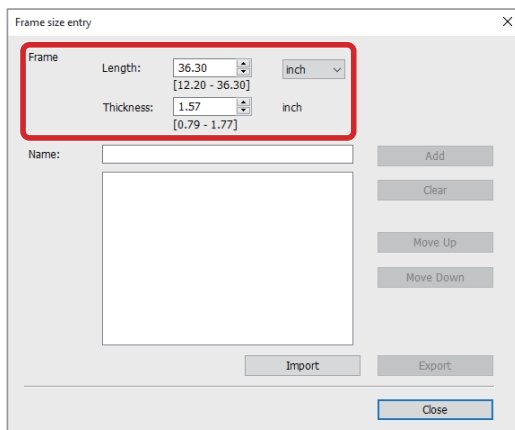 Frame size entry
Frame
Length: 36.30 inch
[12.20 - 36.30]
Thickness: 1.57 inch
[0.79 - 1.77]
Name: Add
Clear
Move Up
Move Down
Import Export
Close